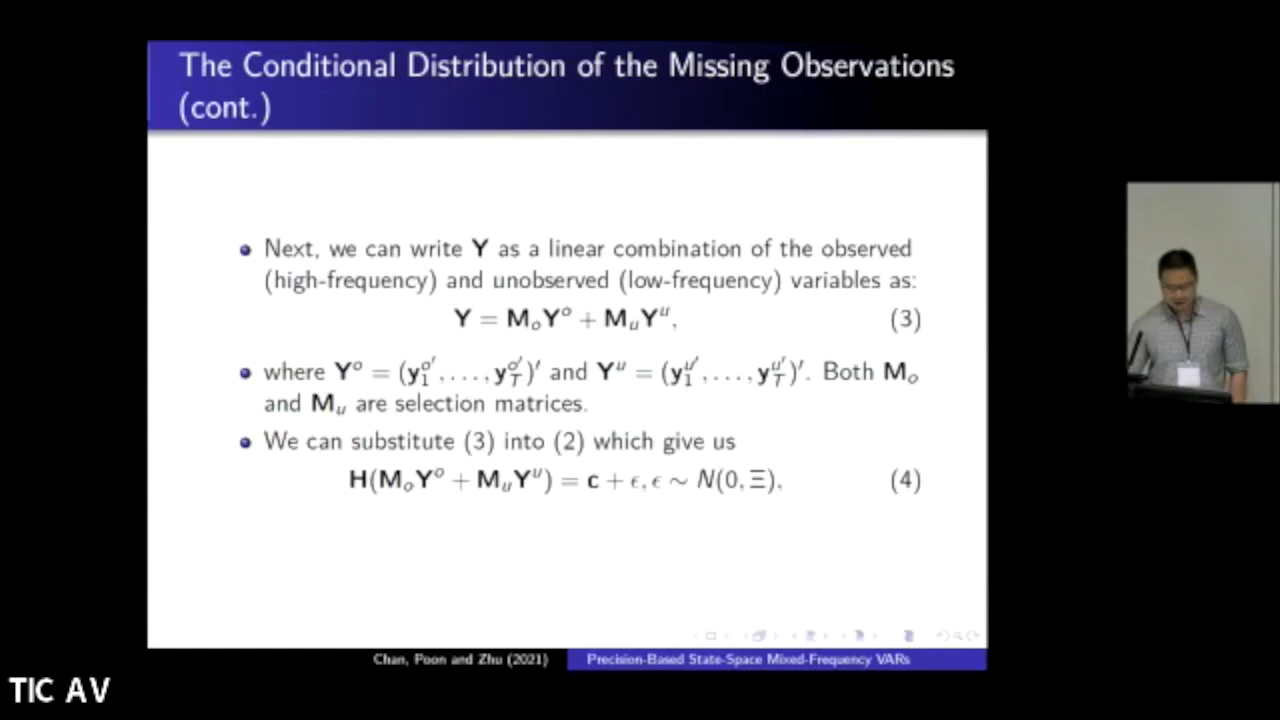 The Conditional Distribution of the Missing Observations
(cont.)
Next, we can write Y as a linear combination of the observed
(high-frequency) and unobserved (low-frequency) variables as:
Y = M_oY^o + M_uY^u, (3)
where Y^o = (y_1^o′, . . . , y_T^o′)′ and Y^u = (y_1^u′, . . . , y_T^u′)′. Both M_o
and M_u are selection matrices.
We can substitute (3) into (2) which give us
H(M_oY^o + M_uY^u) = c + ϵ, ϵ ∼ N(0, Ξ), (4)
Chan, Poon and Zhu (2021) Precision-Based State-Space Mixed-Frequency VARs
TIC AV